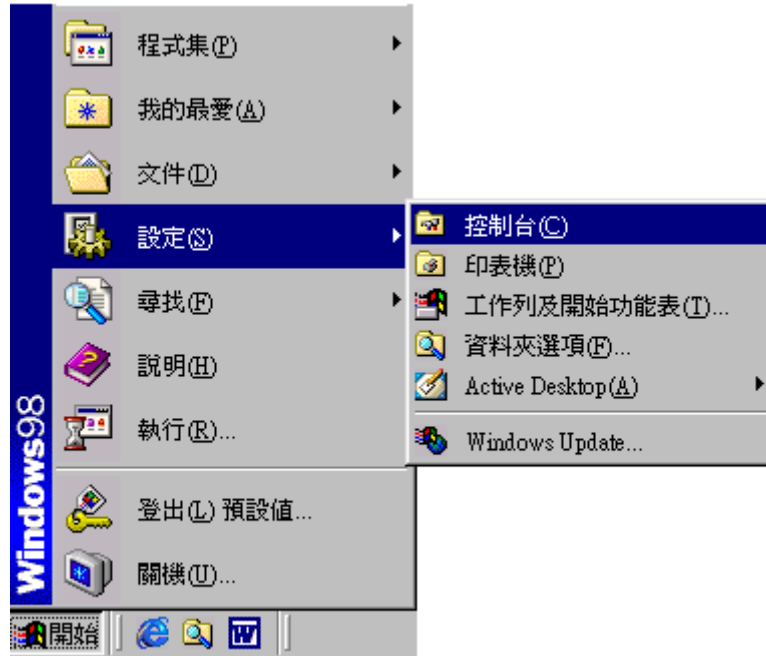 程式集(P)
我的最愛(A)
文件(D)
設定(S)
尋找(F)
說明(H)
執行(R)...
登出(L) 預設值...
關機(U)...
控制台(C)
印表機(P)
工作列及開始功能表(T)...
資料夾選項(F)...
Active Desktop(A)
Windows Update...
Windows98
開始
W